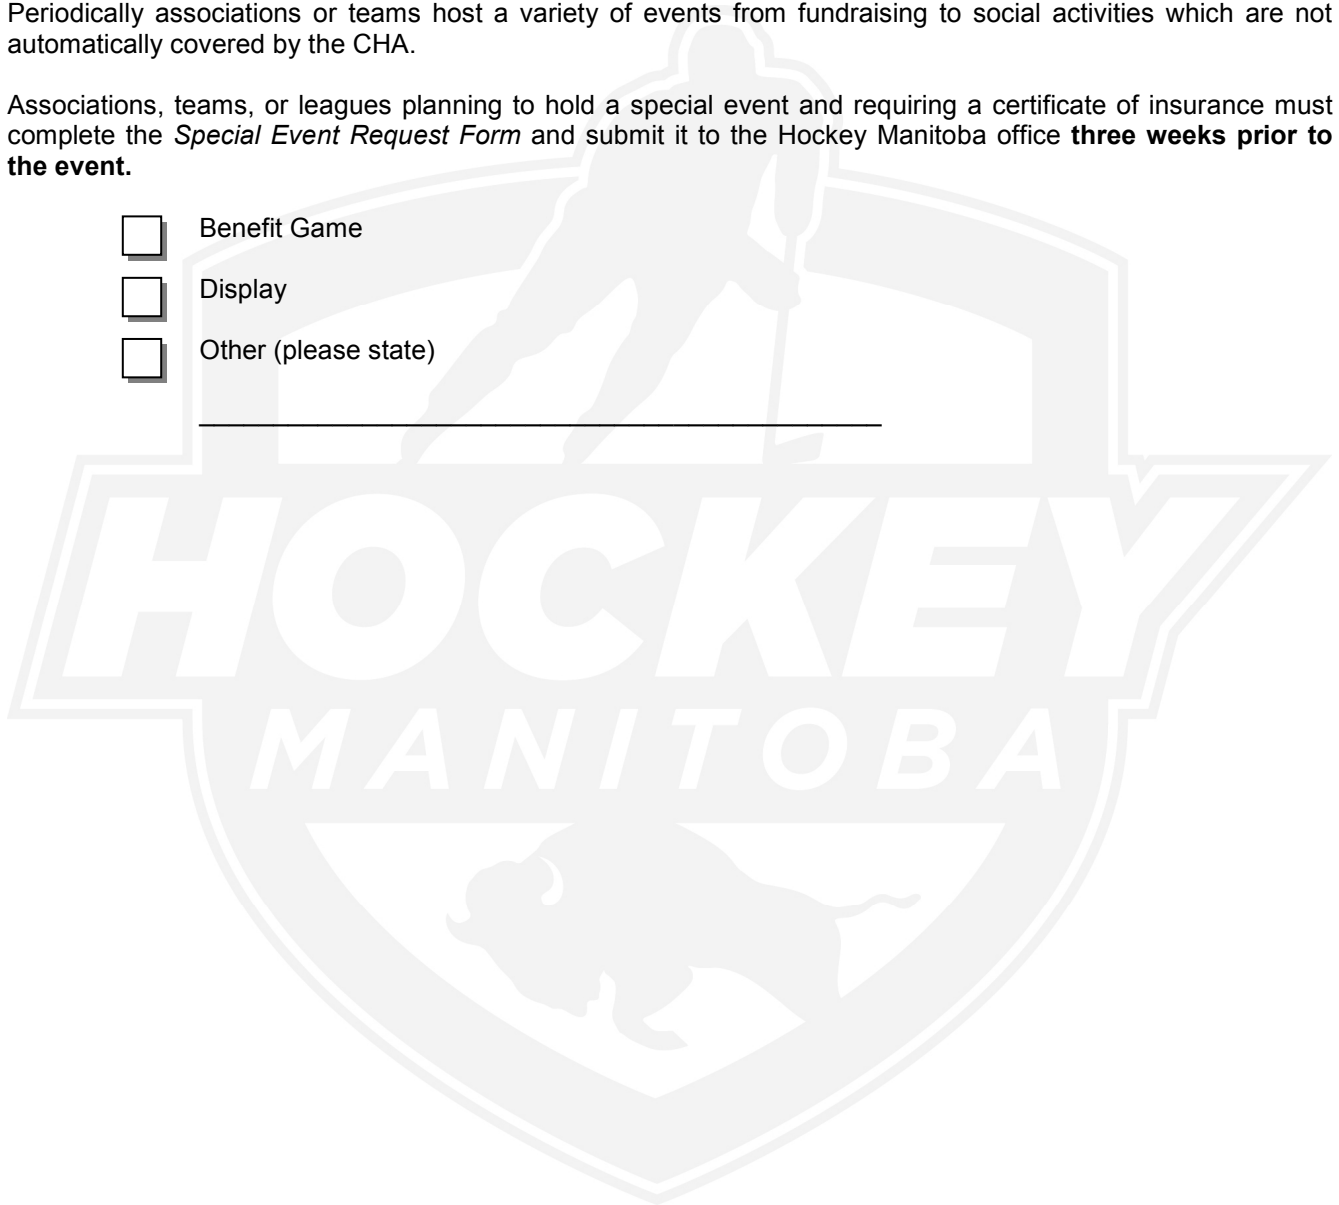 Periodically associations or teams host a variety of events from fundraising to social activities which are not
automatically covered by the CHA.
Associations, teams, or leagues planning to hold a special event and requiring a certificate of insurance must
complete the Special Event Request Form and submit it to the Hockey Manitoba office three weeks prior to
the event.
Benefit Game
Display
Other (please state)
HOCKEY
MANITOBA